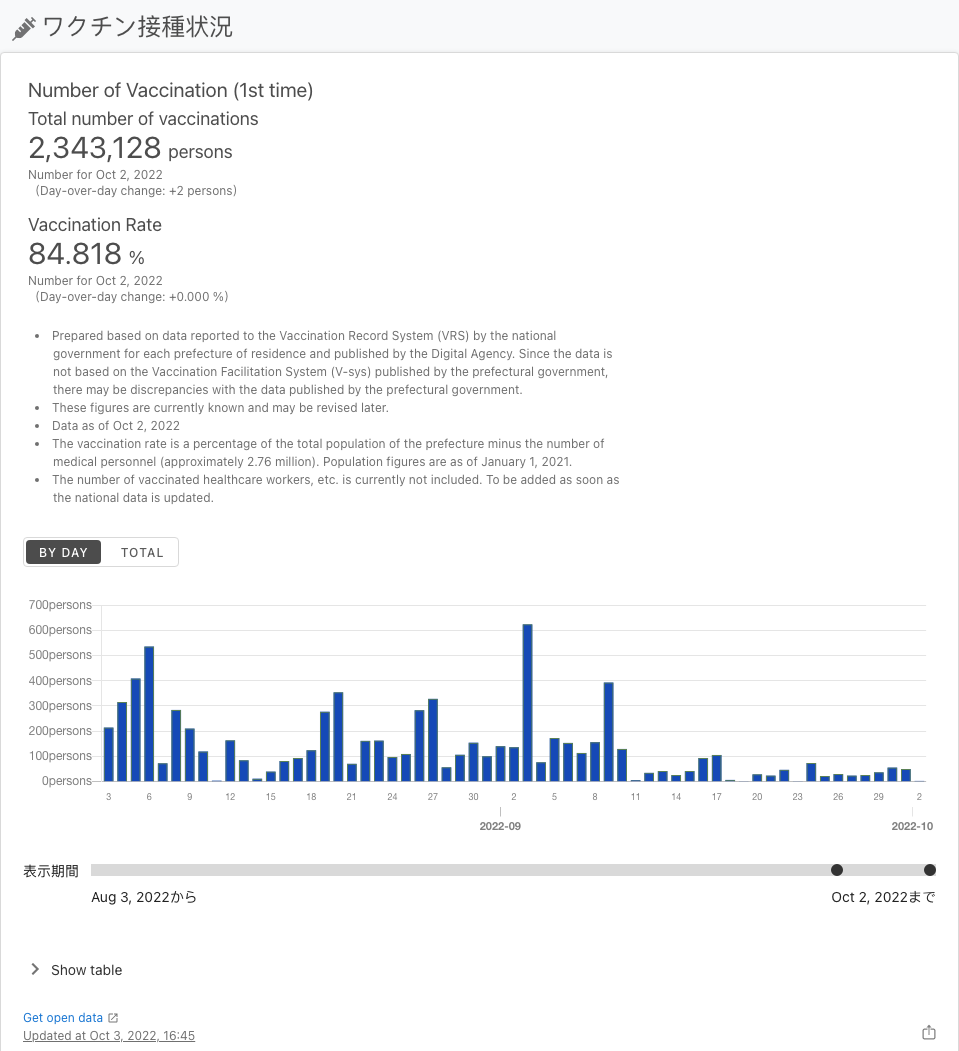 ワクチン接種状況
Number of Vaccination (1st time)
Total number of vaccinations
2,343,128 persons
Number for Oct 2, 2022
(Day-over-day change: +2 persons)
Vaccination Rate
84.818 %
Number for Oct 2, 2022
(Day-over-day change: +0.000 %)
• Prepared based on data reported to the Vaccination Record System (VRS) by the national
government for each prefecture of residence and published by the Digital Agency. Since the data is
not based on the Vaccination Facilitation System (V-sys) published by the prefectural government,
there may be discrepancies with the data published by the prefectural government.
• These figures are currently known and may be revised later.
• Data as of Oct 2, 2022
• The vaccination rate is a percentage of the total population of the prefecture minus the number of
medical personnel (approximately 2.76 million). Population figures are as of January 1, 2021.
• The number of vaccinated healthcare workers, etc. is currently not included. To be added as soon as
the national data is updated.
BY DAY TOTAL
700persons
600persons
500persons
400persons
300persons
200persons
100persons
0persons
3 6 9 12 15 18 21 24 27 30 2 5 8 11 14 17 20 23 26 29 2
2022-09 2022-10
表示期間
Aug 3, 2022から Oct 2, 2022まで
Show table
Get open data
Updated at Oct 3, 2022, 16:45